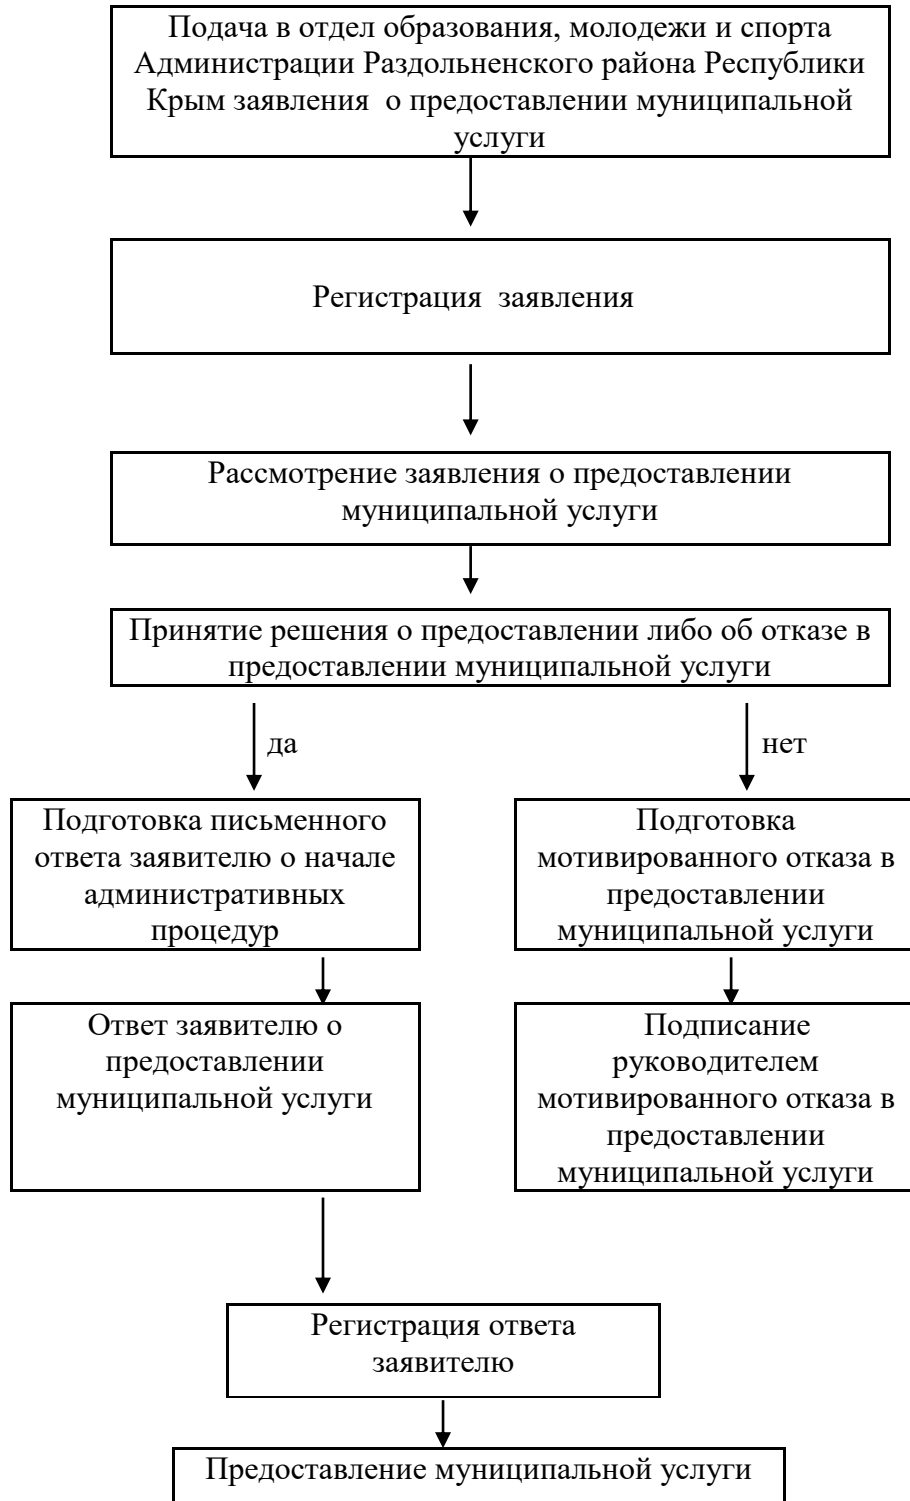 Подача в отдел образования, молодежи и спорта
Администрации Раздольненского района Республики
Крым заявления  о предоставлении муниципальной
услуги
Регистрация  заявления
Рассмотрение заявления о предоставлении
муниципальной услуги
Принятие решения о предоставлении либо об отказе в
предоставлении муниципальной услуги
да
нет
Подготовка письменного
ответа заявителю о начале
административных
процедур
Подготовка
мотивированного отказа в
предоставлении
муниципальной услуги
Ответ заявителю о
предоставлении
муниципальной услуги
Подписание
руководителем
мотивированного отказа в
предоставлении
муниципальной услуги
Регистрация ответа
заявителю
Предоставление муниципальной услуги